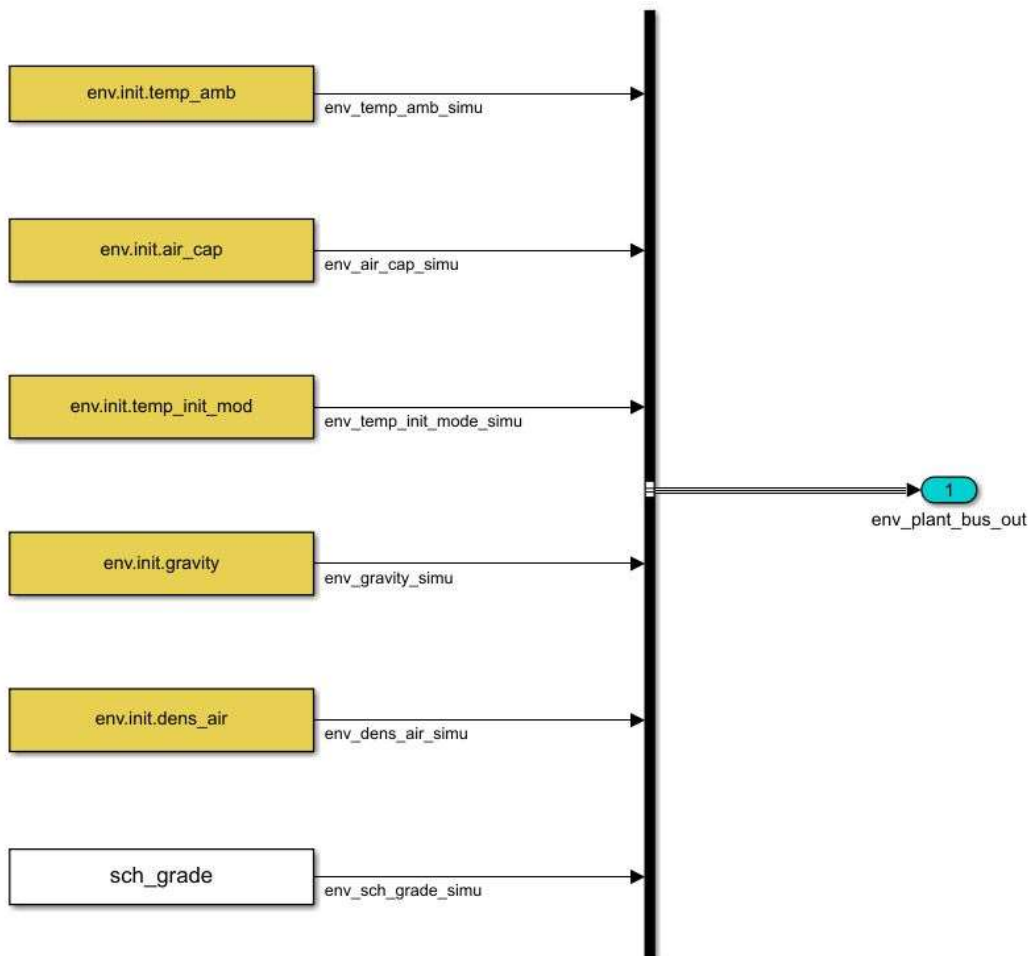 env.init.temp_amb
env_temp_amb_simu
env.init.air_cap
env_air_cap_simu
env.init.temp_init_mod
env_temp_init_mode_simu
1
env_plant_bus_out
env.init.gravity
env_gravity_simu
env.init.dens_air
env_dens_air_simu
sch_grade
env_sch_grade_simu